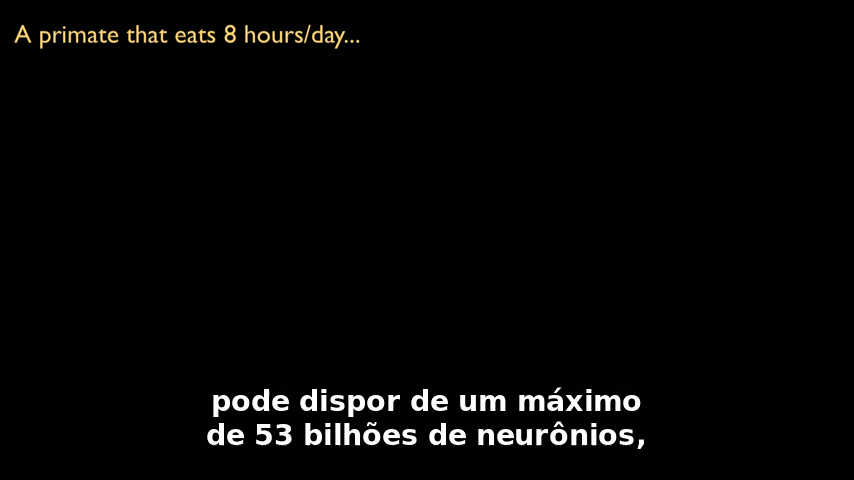 A primate that eats 8 hours/day...
pode dispor de um máximo
de 53 bilhões de neurônios,